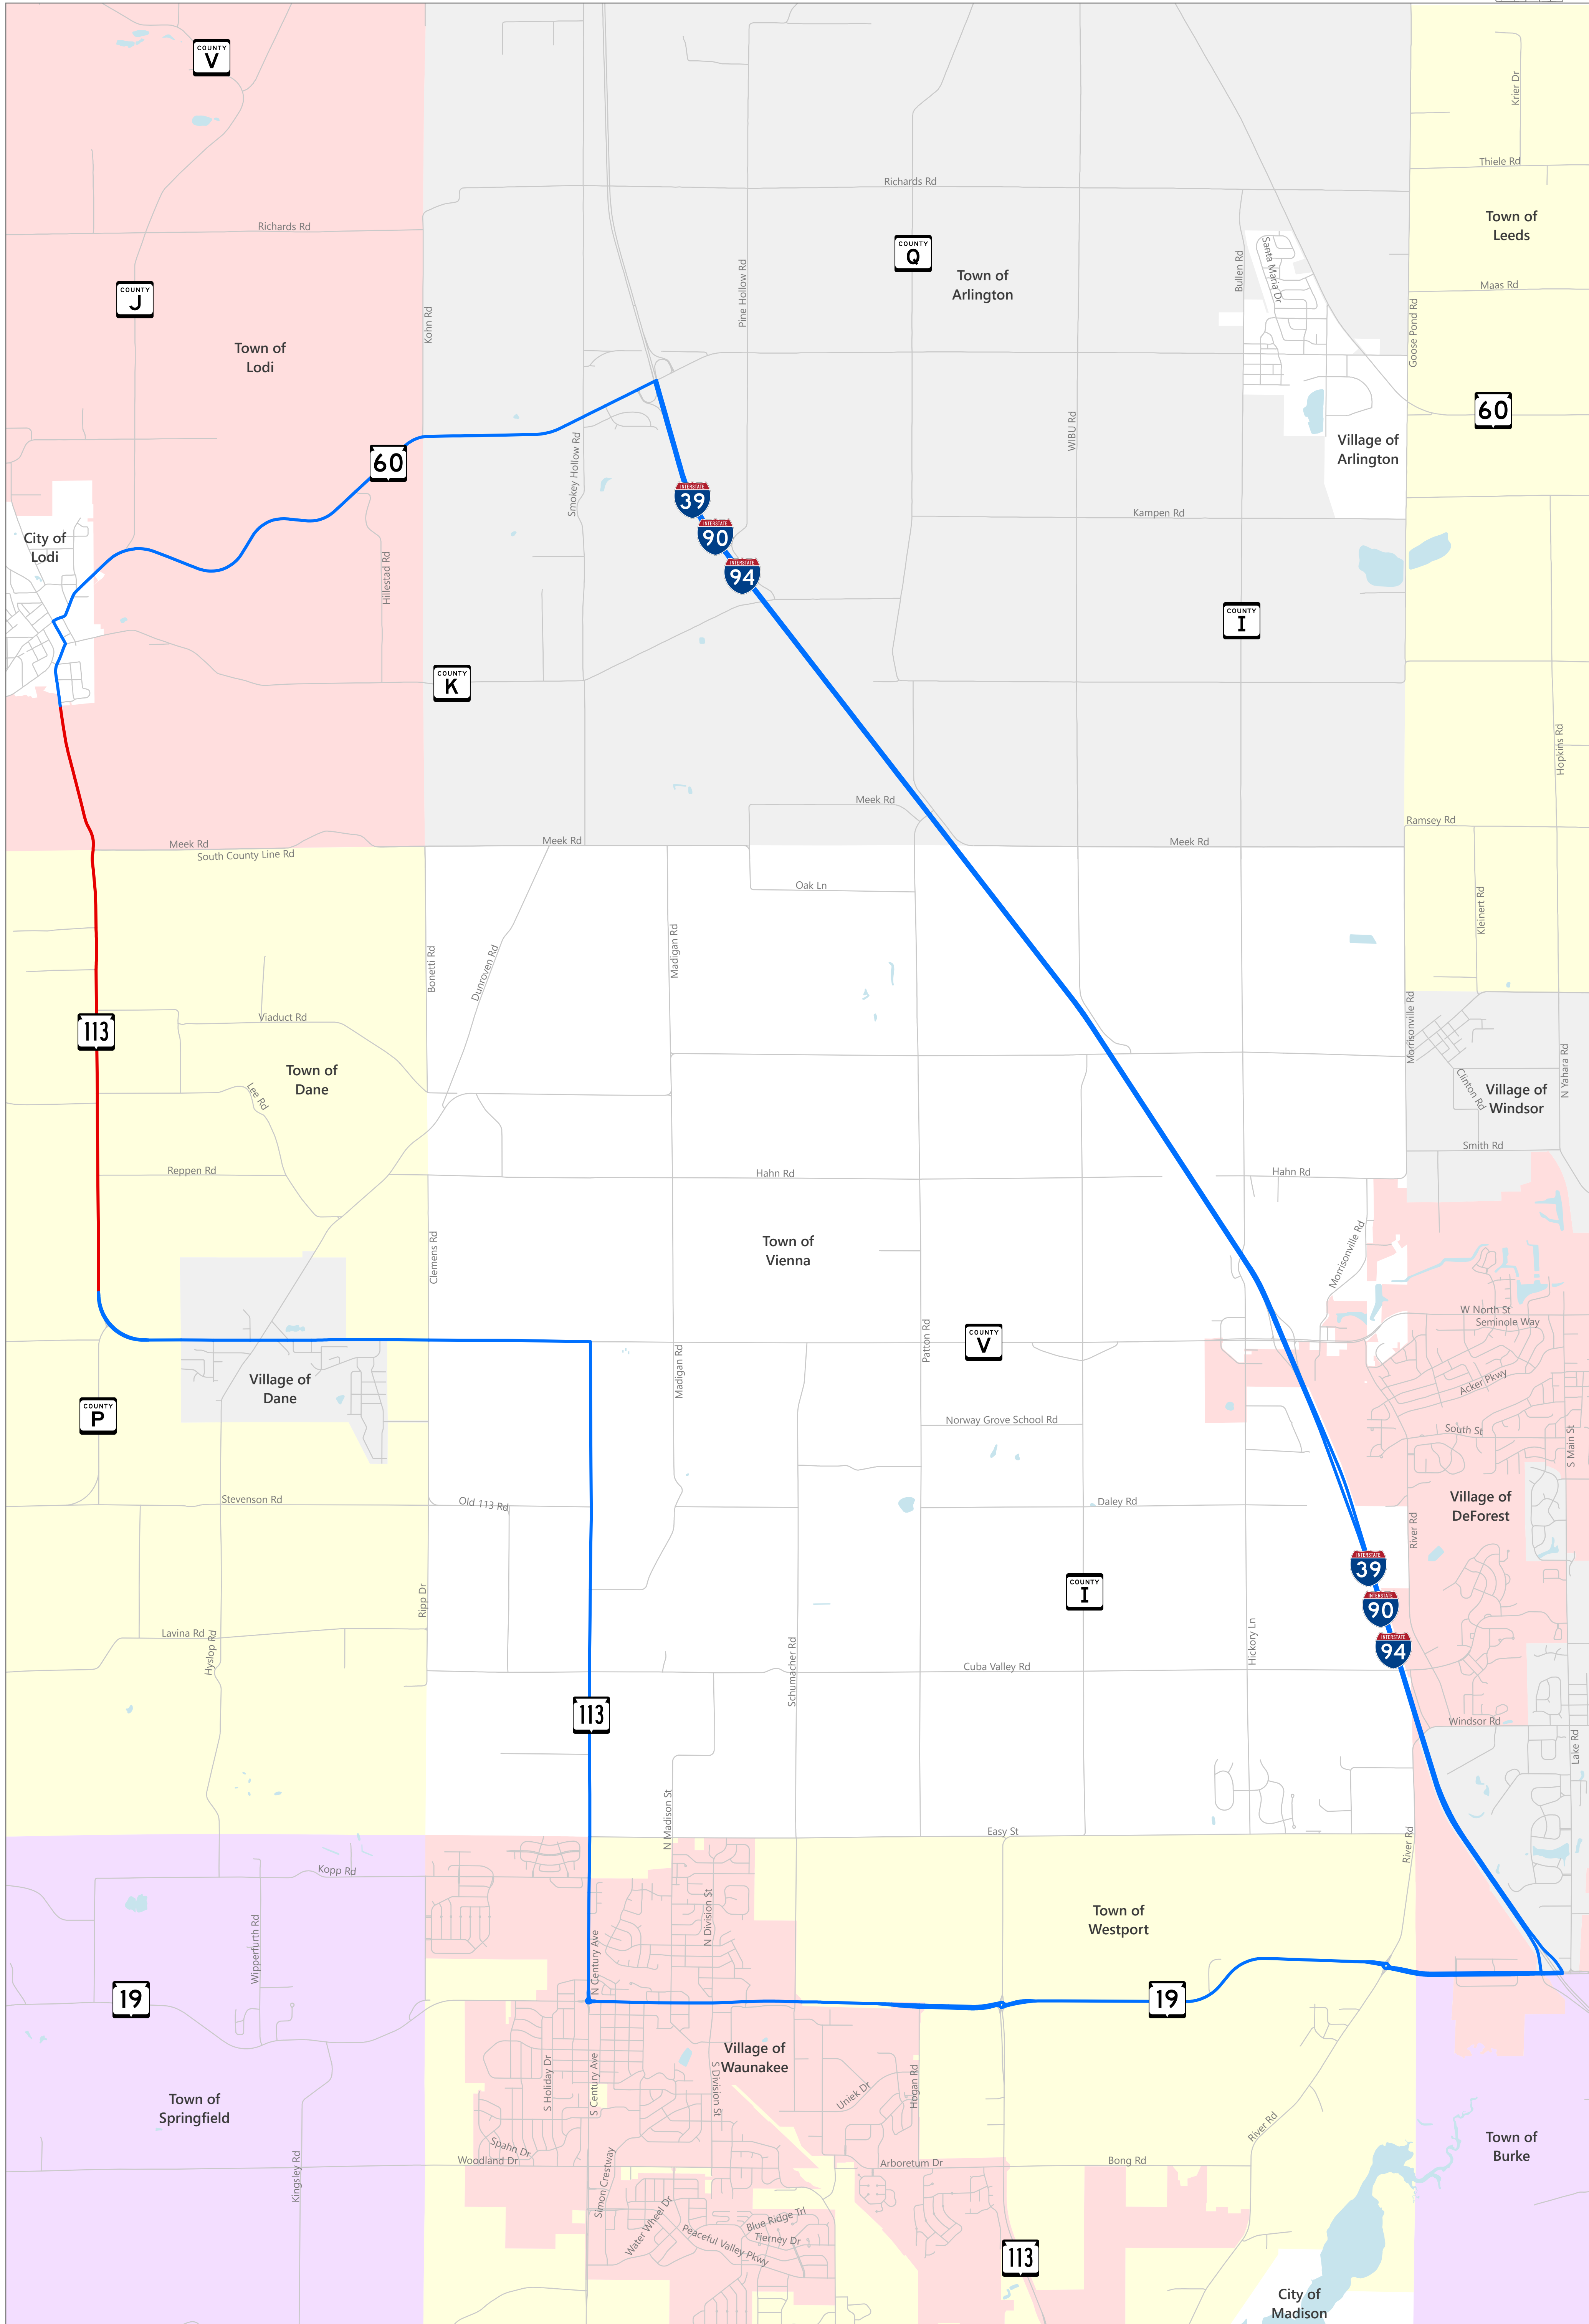 COUNTY
V
Krier Dr
Thiele Rd
Richards Rd
Town of
Leeds
Richards Rd
COUNTY
Q
Santa Maria Dr
Bullen Rd
Pine Hollow Rd
Town of
Arlington
Maas Rd
COUNTY
J
Kohn Rd
Goose Pond Rd
Town of
Lodi
60
WIBU Rd
Village of
Arlington
60
Smokey Hollow Rd
INTERSTATE
39
Kampen Rd
City of
Lodi
INTERSTATE
90
Hillestad Rd
INTERSTATE
94
COUNTY
I
COUNTY
K
Hopkins Rd
Meek Rd
Ramsey Rd
Meek Rd
Meek Rd
Meek Rd
South County Line Rd
Oak Ln
Kleinert Rd
Madigan Rd
Bonetti Rd
Dunroven Rd
113
Viaduct Rd
Morrisonville Rd
N Yahara Rd
Town of
Dane
Lee Rd
Clinton Rd
Village of
Windsor
Smith Rd
Reppen Rd
Hahn Rd
Hahn Rd
Town of
Vienna
Clemens Rd
Morrisonville Rd
W North St
Seminole Way
COUNTY
V
Patton Rd
Madigan Rd
Village of
Dane
Acker Pkwy
COUNTY
P
Norway Grove School Rd
South St
S Main St
Stevenson Rd
Old 113 Rd
Daley Rd
Village of
DeForest
River Rd
INTERSTATE
39
COUNTY
I
Ripp Dr
INTERSTATE
90
Lavina Rd
Hyslop Rd
Hickory Ln
INTERSTATE
94
Schumacher Rd
Cuba Valley Rd
113
Windsor Rd
Lake Rd
N Madison St
Easy St
River Rd
Kopp Rd
N Division St
Town of
Westport
Wipperfurth Rd
N Century Ave
19
19
Village of
Waunakee
S Holiday Dr
S Century Ave
S Division St
Uniek Dr
Hogan Rd
Town of
Springfield
River Rd
Town of
Burke
Spahn Dr
Woodland Dr
Arboretum Dr
Bong Rd
Kingsley Rd
Simon Crestway
Water Wheel Dr
Blue Ridge Trl
Tierney Dr
Peaceful Valley Pkwy
113
City of
Madison